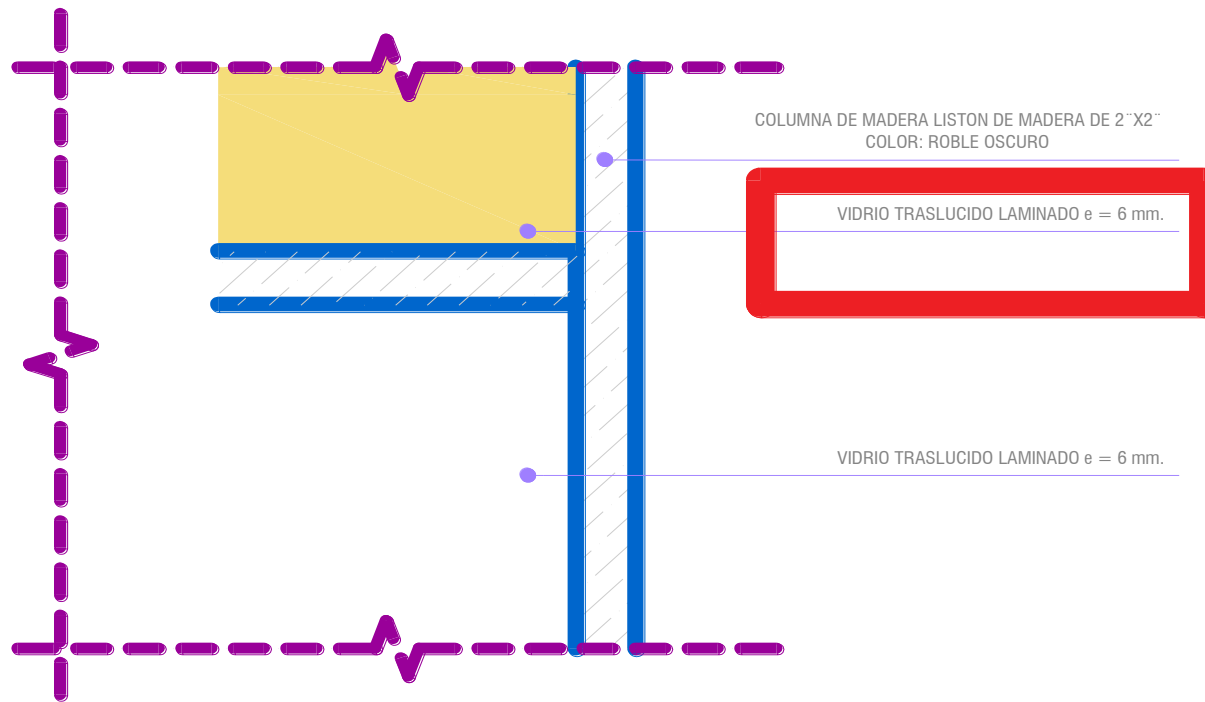 COLUMNA DE MADERA LISTON DE MADERA DE 2¨X2¨
COLOR: ROBLE OSCURO
VIDRIO TRASLUCIDO LAMINADO e = 6 mm.
VIDRIO TRASLUCIDO LAMINADO e = 6 mm.